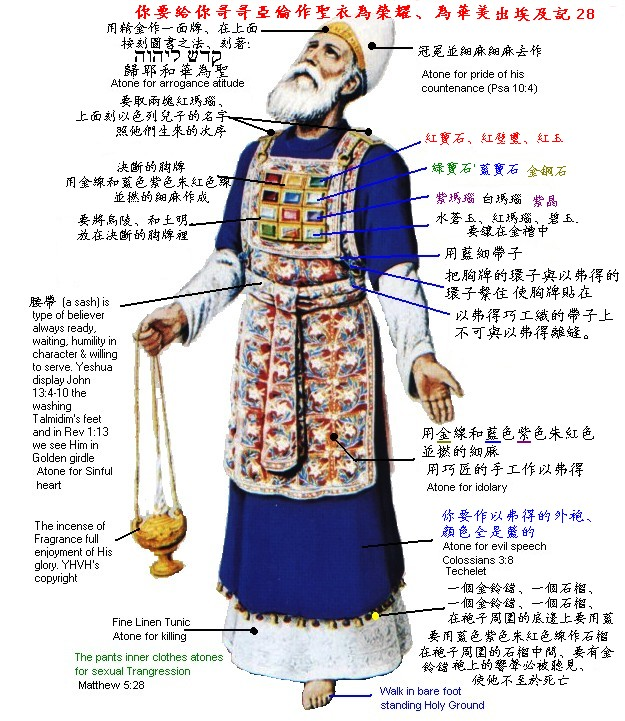 你要給你哥哥亞倫作聖衣為榮耀、為華美出埃及記28
用精金作一面牌、在上面
按刻圖書之法、刻著:
קדש ליהוה
歸耶和華為聖
Atone for arrogance attitude
要取兩塊紅瑪瑙、
上面刻以色列兒子的名字
照他們生來的次序
決斷的胸牌
用金線和藍色紫色朱紅色線
並撚的細麻作成
要將烏陵、和土明、
放在決斷的胸牌裡
腰帶 (a sash) is
type of believer
always ready,
waiting, humility in
character & willing
to serve. Yeshua
display John
13:4-10 the
washing
Talmidim's feet
and in Rev 1:13
we see Him in
Golden girdle
Atone for Sinful
heart
The incense of
Fragrance full
enjoyment of His
glory. YHVH's
copyright
Fine Linen Tunic
Atone for killing
The pants inner clothes atones
for sexual Trangression
Matthew 5:28
冠冕並細麻細麻去作
Atone for pride of his
countenance (Psa 10:4)
紅寶石、紅璧璽、紅玉
綠寶石'藍寶石 金鋼石
紫瑪瑙 白瑪瑙 紫晶
水蒼玉、紅瑪瑙、碧玉.
要鑲在金槽中
用藍細帶子
把胸牌的環子與以弗得的
環子繫住 使胸牌貼在
以弗得巧工織的帶子上
不可與以弗得離縫。
用金線和藍色紫色朱紅色
並撚的細麻
用巧匠的手工作以弗得
Atone for idolary
你要作以弗得的外袍、
顏色全是藍的
Atone for evil speech
Colossians 3:8
Techelet
一個金鈴鐺、一個石榴、
一個金鈴鐺、一個石榴、
在袍子周圍的底邊上要用藍
要用藍色紫色朱紅色線作石榴
在袍子周圍的石榴中間、要有金
鈴鐺袍上的響聲必被聽見、
使他不至於死亡
Walk in bare foot
standing Holy Ground